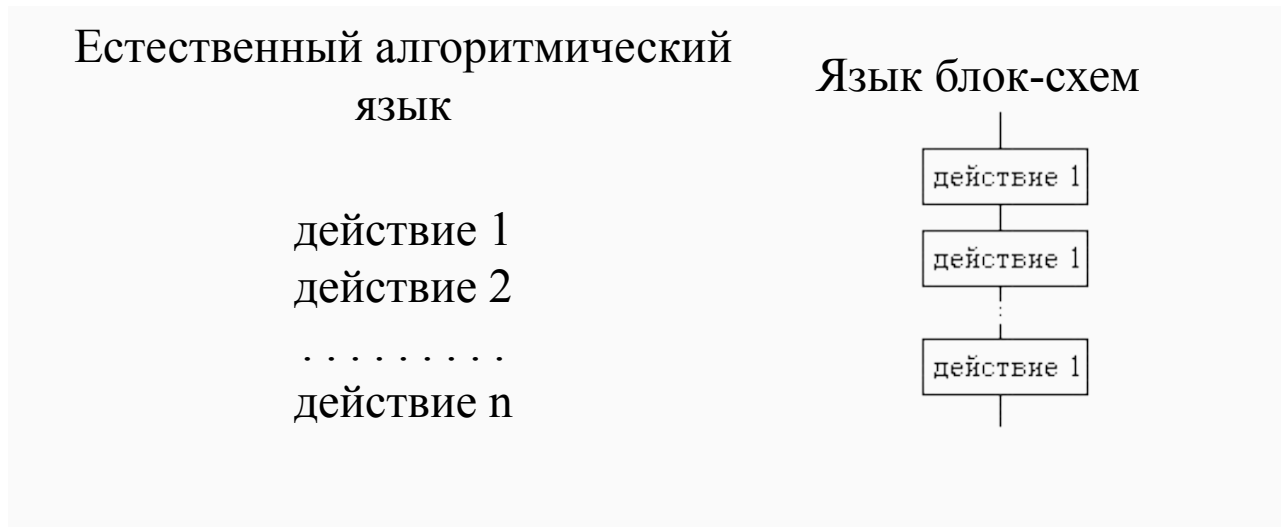 Естественный алгоритмический
язык
действие 1
действие 2
. . . . . . . . .
действие n
Язык блок-схем
действие 1
действие 1
действие 1